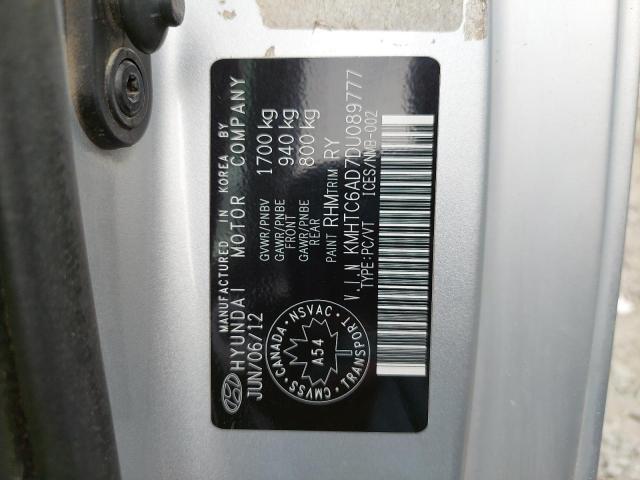 MANUFACTURED IN KOREA BY
HYUNDAI MOTOR COMPANY
JUN/06/12
GVWR/PNBV 1700 kg
GAWR/PNBE FRONT 940 kg
GAWR/PNBE REAR 800 kg
PAINT RHM TRIM RY
V.I.N KMHTC6AD7DU089777
TYPE:PC/VT ICES/NMB-002
CANADA · NSVAC
A54
CMVSS · TRANSPORT